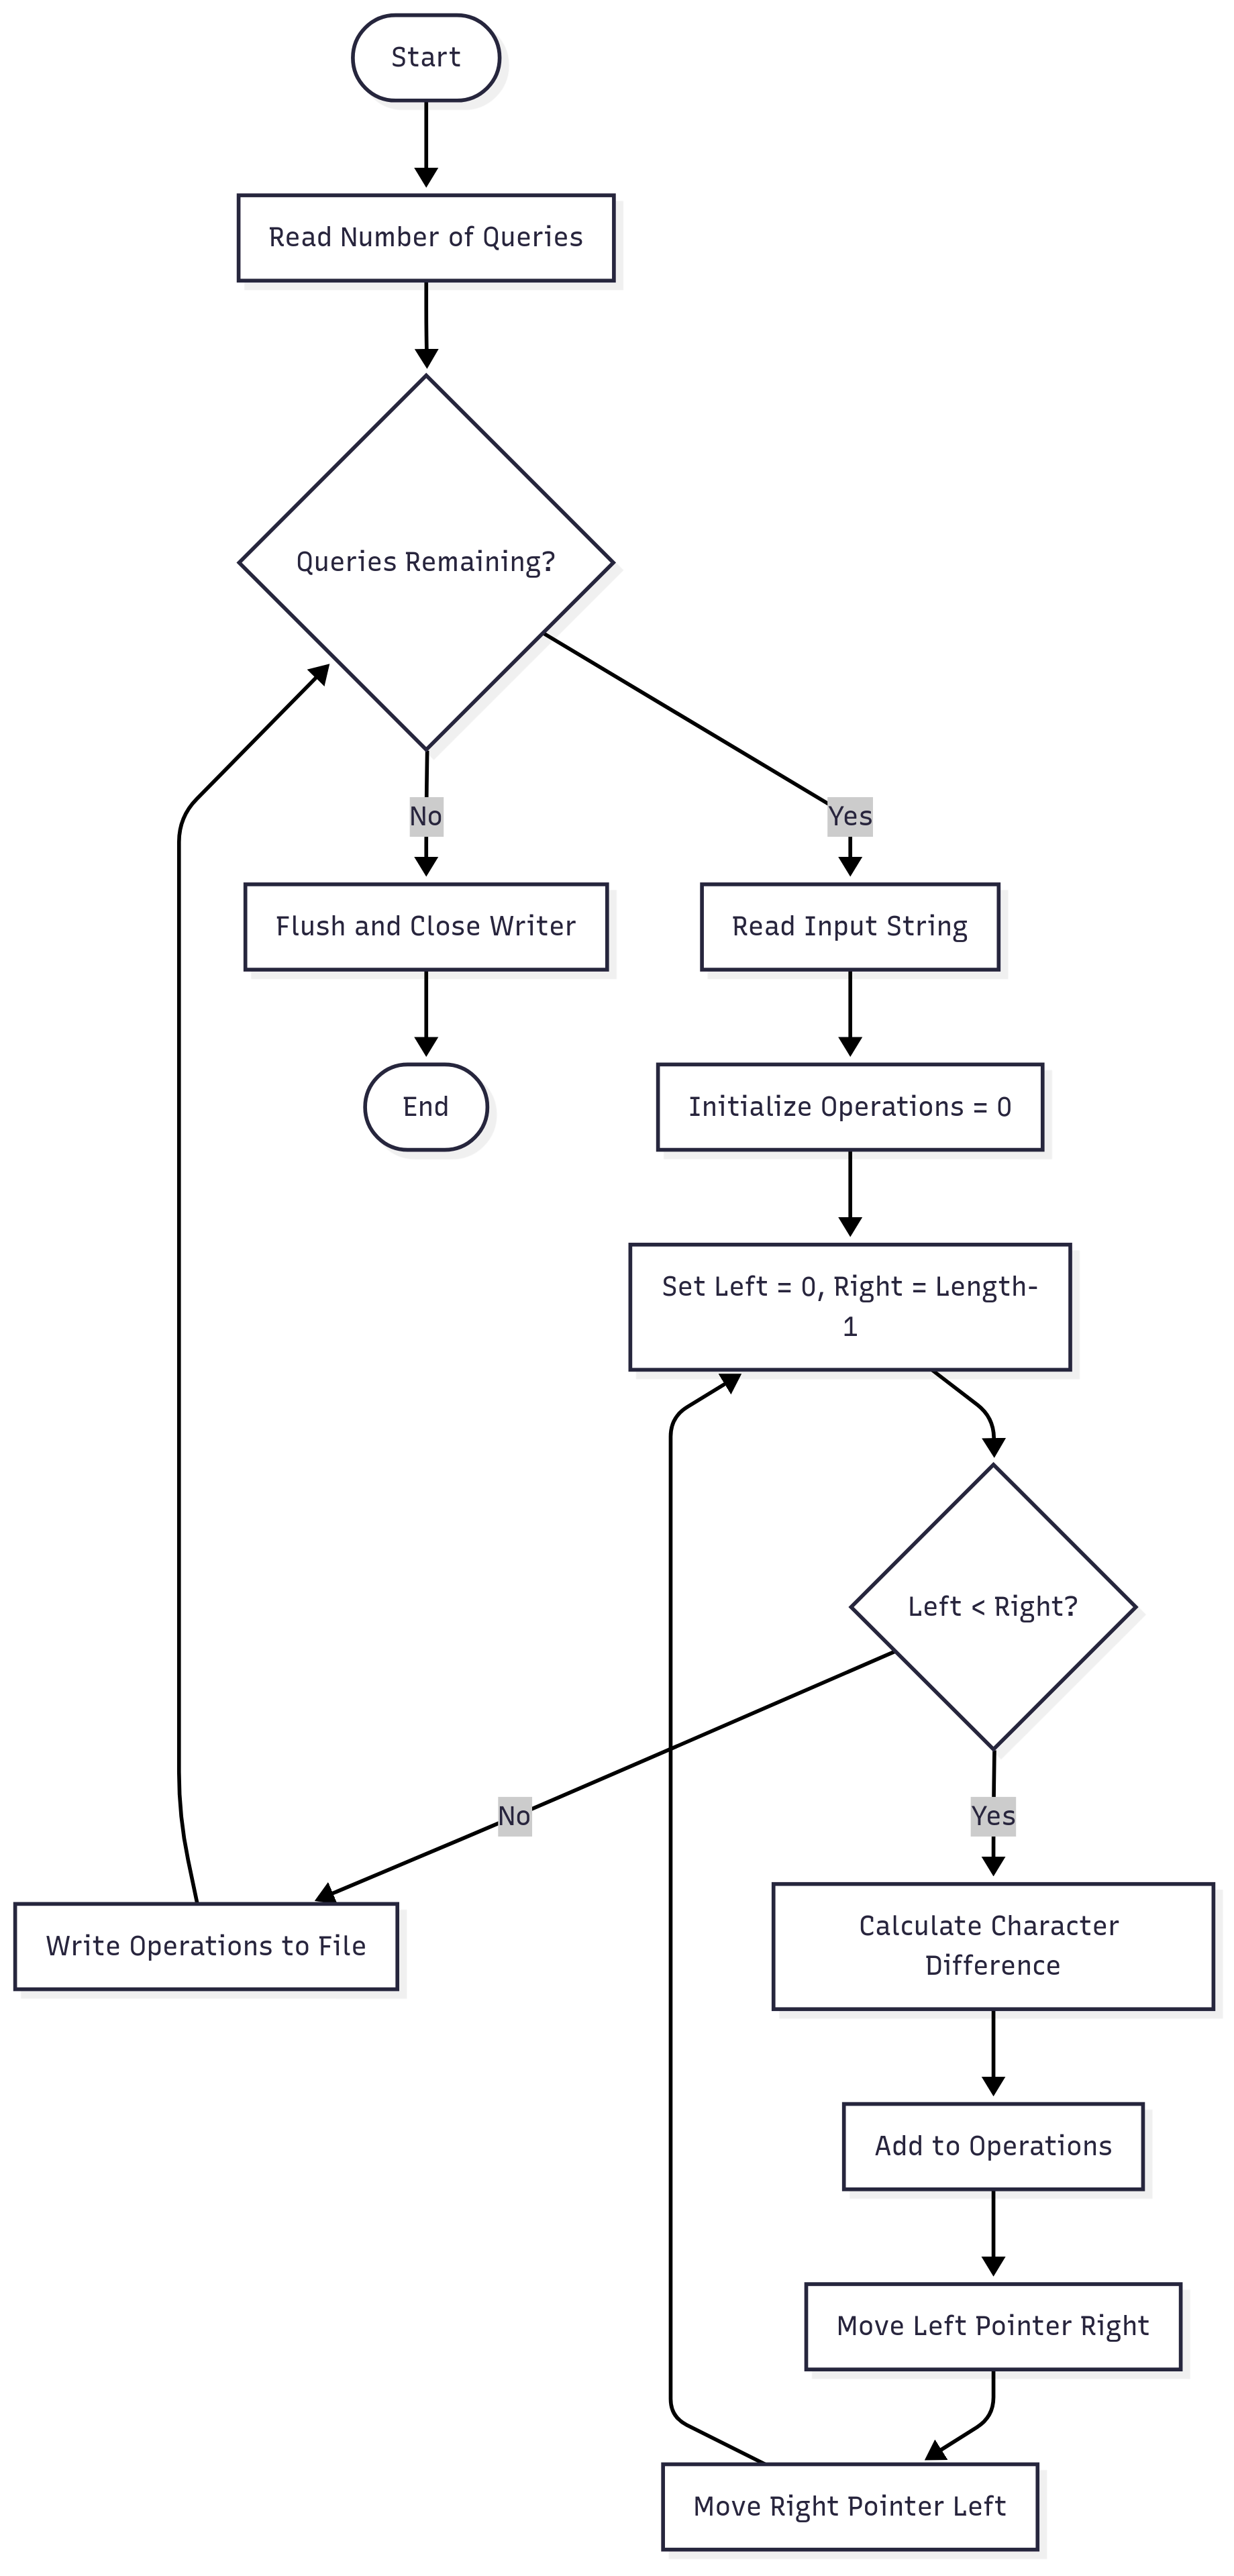 Start
Read Number of Queries
Queries Remaining?
No
Yes
Flush and Close Writer
Read Input String
End
Initialize Operations = 0
Set Left = 0, Right = Length-
1
Left < Right?
No
Yes
Write Operations to File
Calculate Character
Difference
Add to Operations
Move Left Pointer Right
Move Right Pointer Left